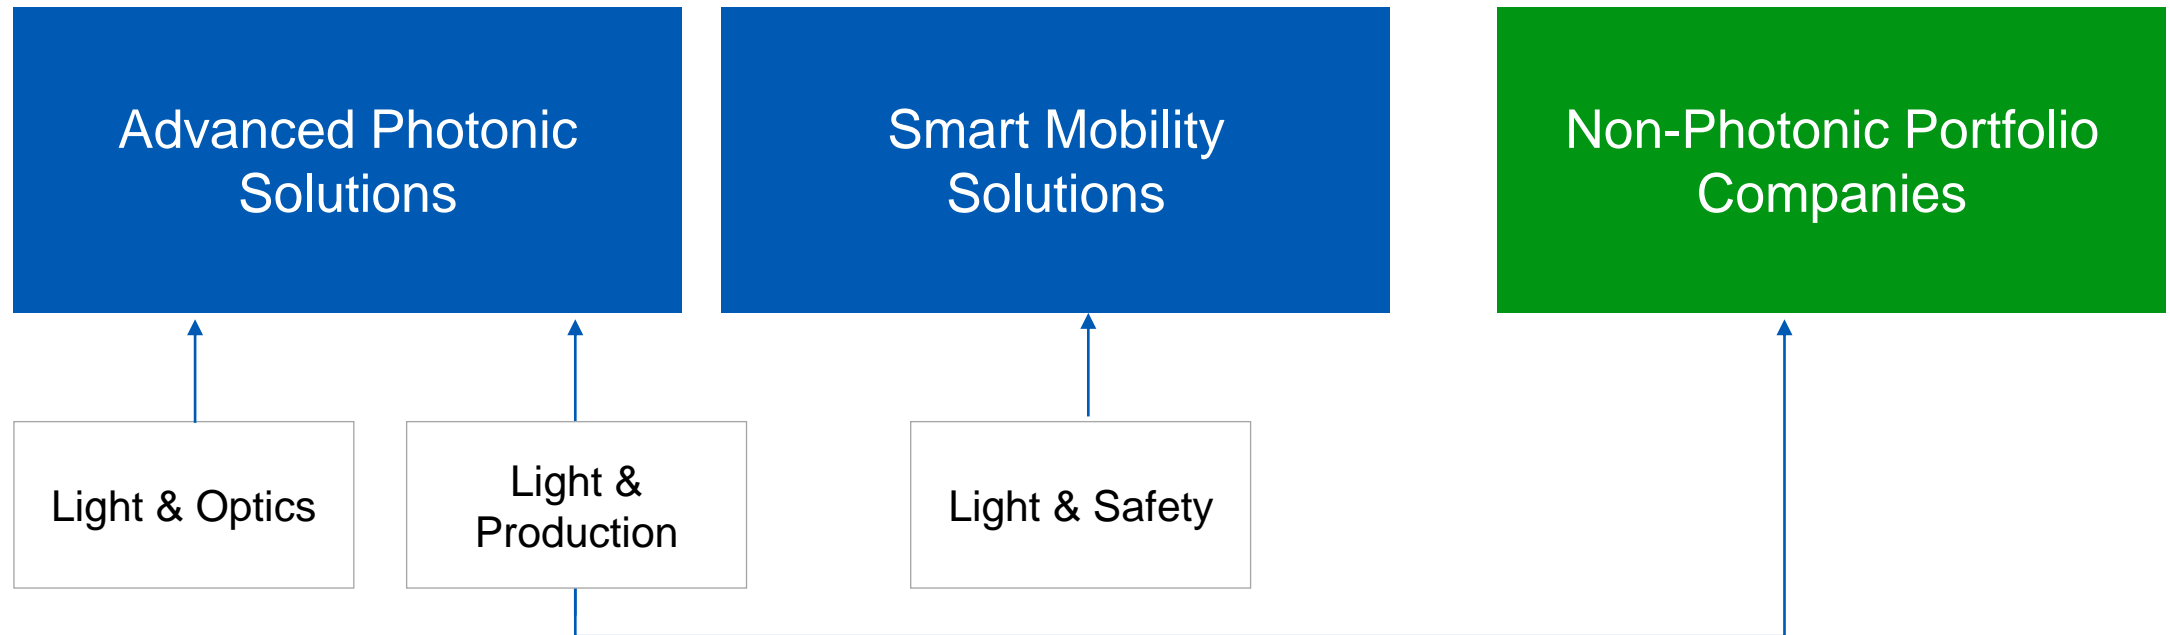 Advanced Photonic
Solutions
Smart Mobility
Solutions
Non-Photonic Portfolio
Companies
Light & Optics
Light &
Production
Light & Safety